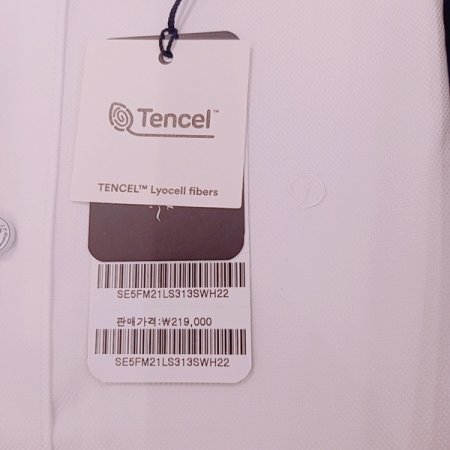 Tencel™
TENCEL™ Lyocell fibers
SE5FM21LS313SWH22
판매가격:₩219,000
SE5FM21LS313SWH22